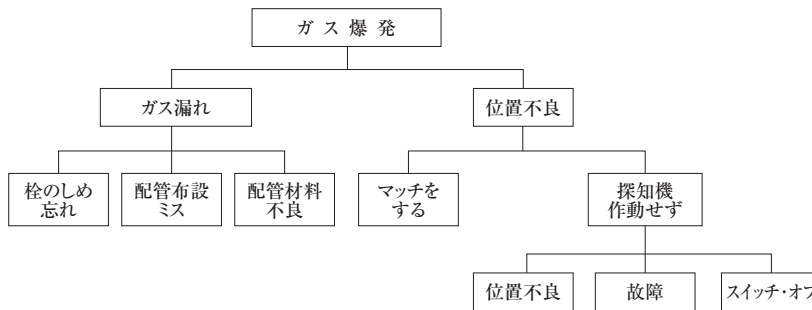 ガス爆発
ガス漏れ
位置不良
栓のしめ
忘れ
配管布設
ミス
配管材料
不良
マッチを
する
探知機
作動せず
位置不良
故障
スイッチ・オフ